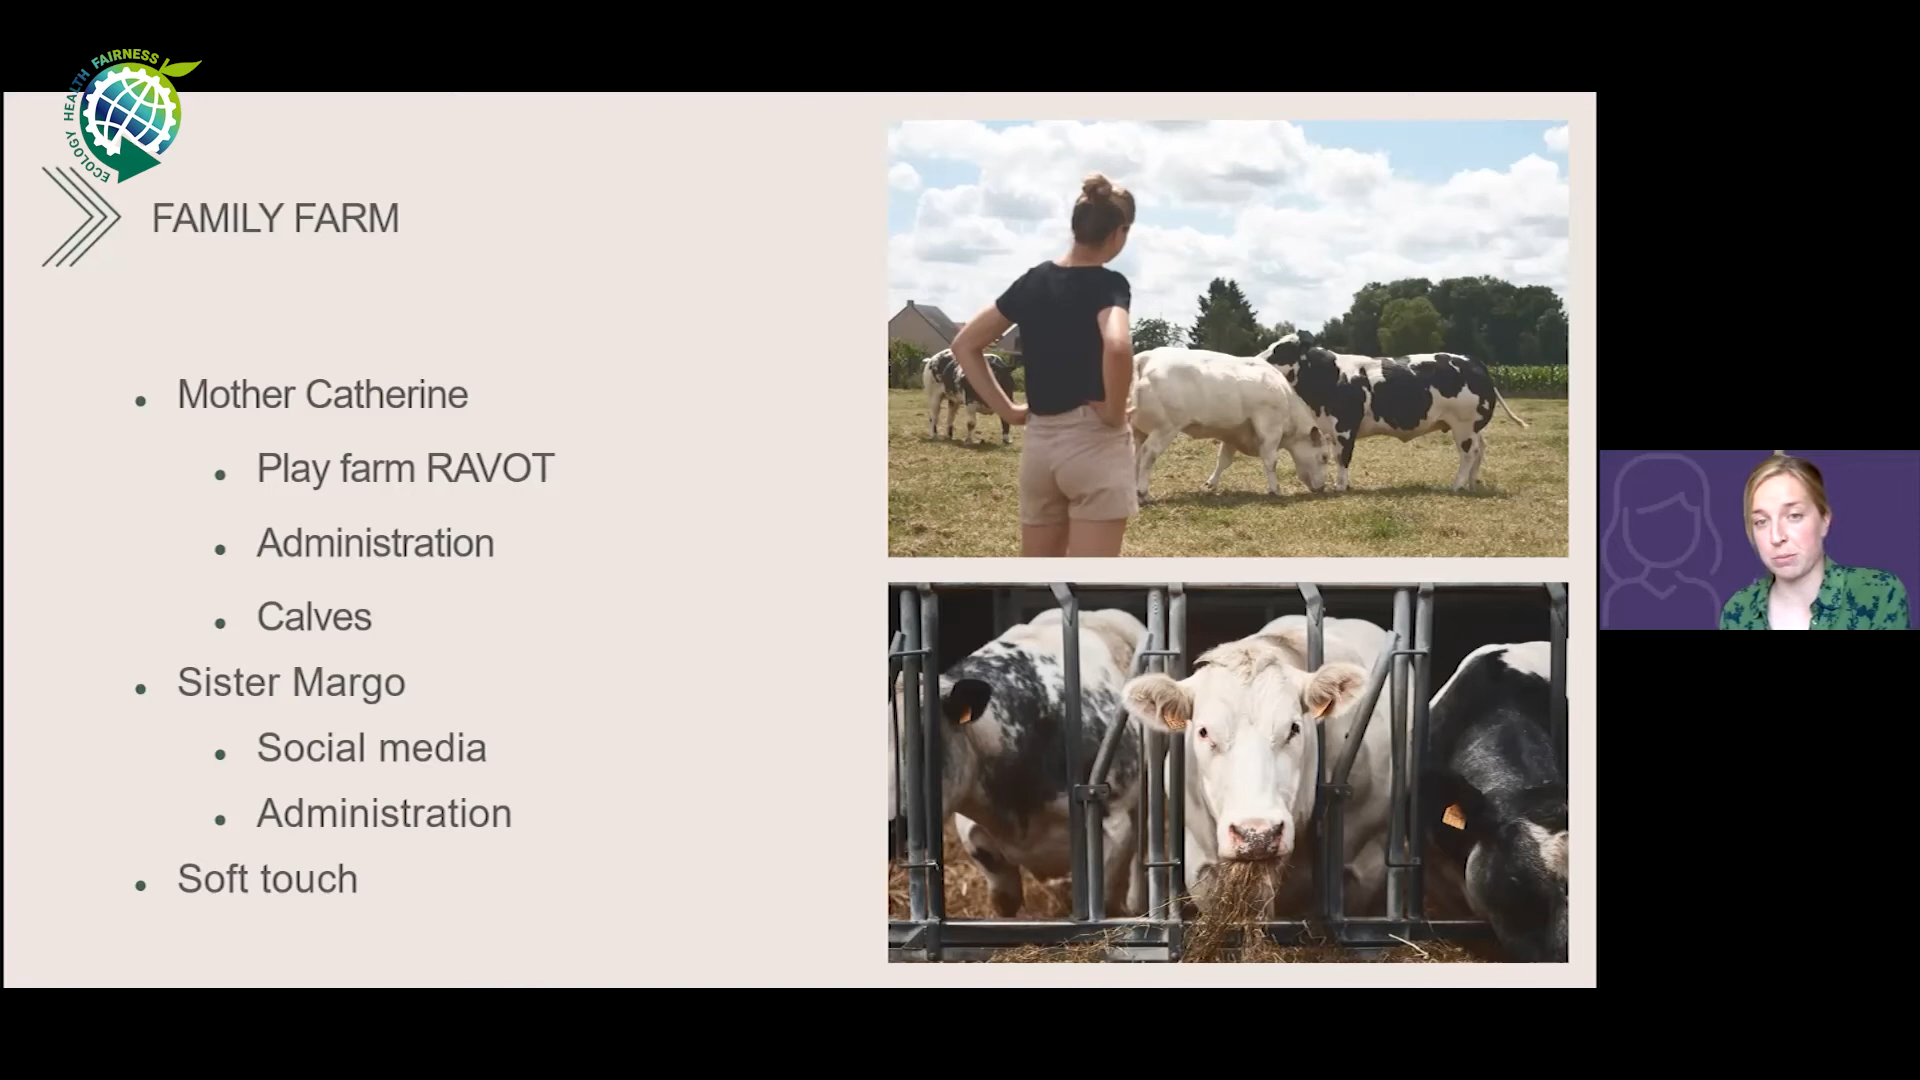 ECOLOGY HEALTH FAIRNESS
FAMILY FARM
• Mother Catherine
• Play farm RAVOT
• Administration
• Calves
• Sister Margo
• Social media
• Administration
• Soft touch